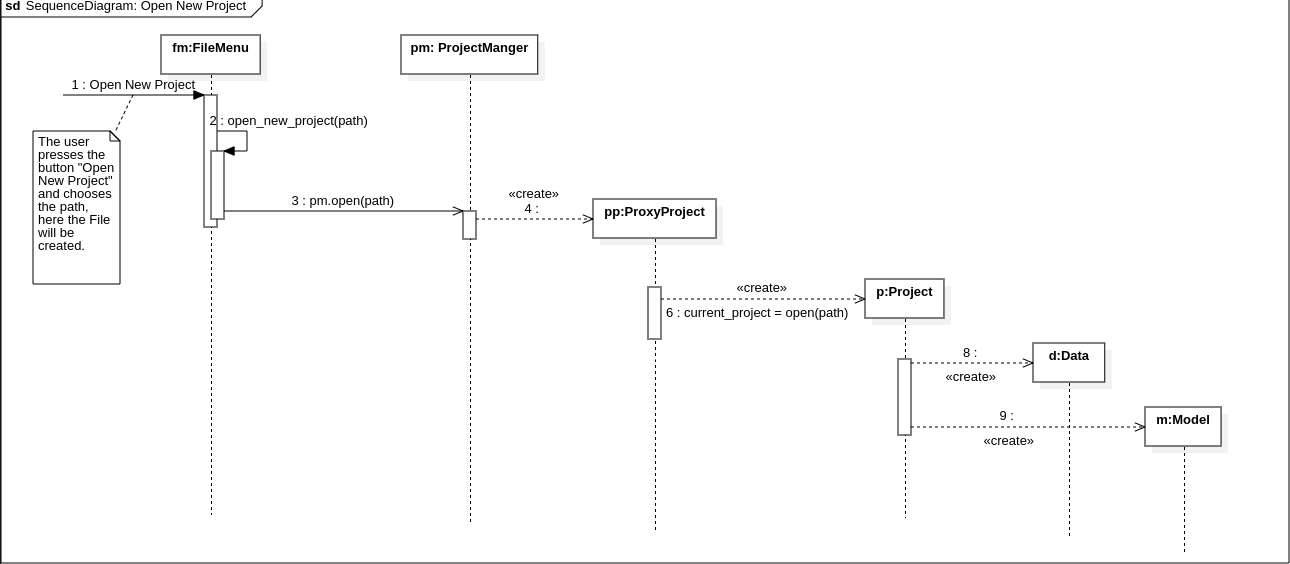 sd SequenceDiagram: Open New Project
fm:FileMenu
pm: ProjectManger
1 : Open New Project
2 : open_new_project(path)
The user
presses the
button "Open
New Project"
and chooses
the path,
here the File
will be
created.
3 : pm.open(path)
«create»
4 :
pp:ProxyProject
«create»
6 : current_project = open(path)
p:Project
8 :
«create»
d:Data
9 :
«create»
m:Model